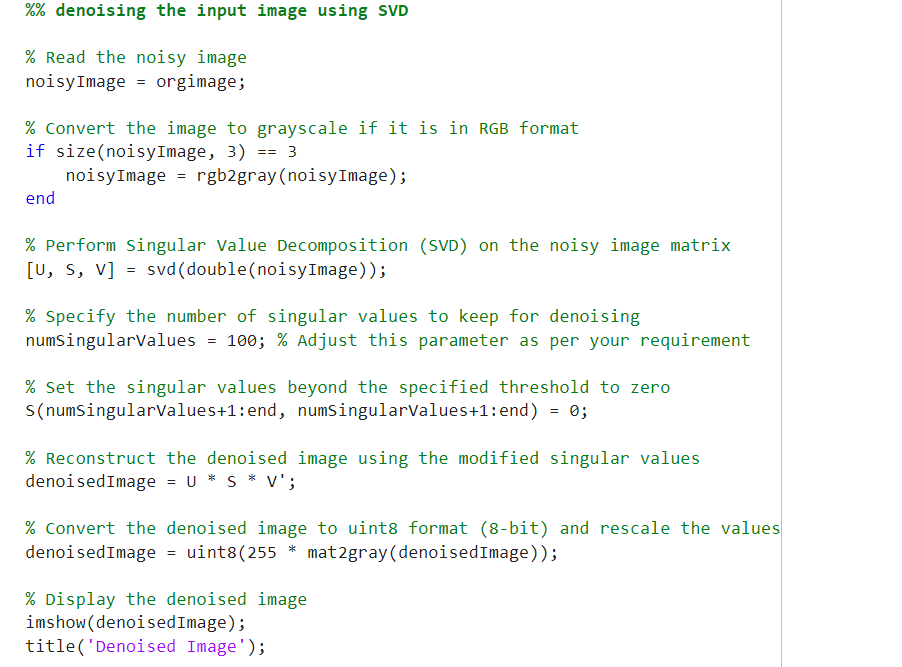 %% denoising the input image using SVD
% Read the noisy image
noisyImage = orgimage;
% Convert the image to grayscale if it is in RGB format
if size(noisyImage, 3) == 3
    noisyImage = rgb2gray(noisyImage);
end
% Perform Singular Value Decomposition (SVD) on the noisy image matrix
[U, S, V] = svd(double(noisyImage));
% Specify the number of singular values to keep for denoising
numSingularValues = 100; % Adjust this parameter as per your requirement
% Set the singular values beyond the specified threshold to zero
S(numSingularValues+1:end, numSingularValues+1:end) = 0;
% Reconstruct the denoised image using the modified singular values
denoisedImage = U * S * V';
% Convert the denoised image to uint8 format (8-bit) and rescale the values
denoisedImage = uint8(255 * mat2gray(denoisedImage));
% Display the denoised image
imshow(denoisedImage);
title('Denoised Image');